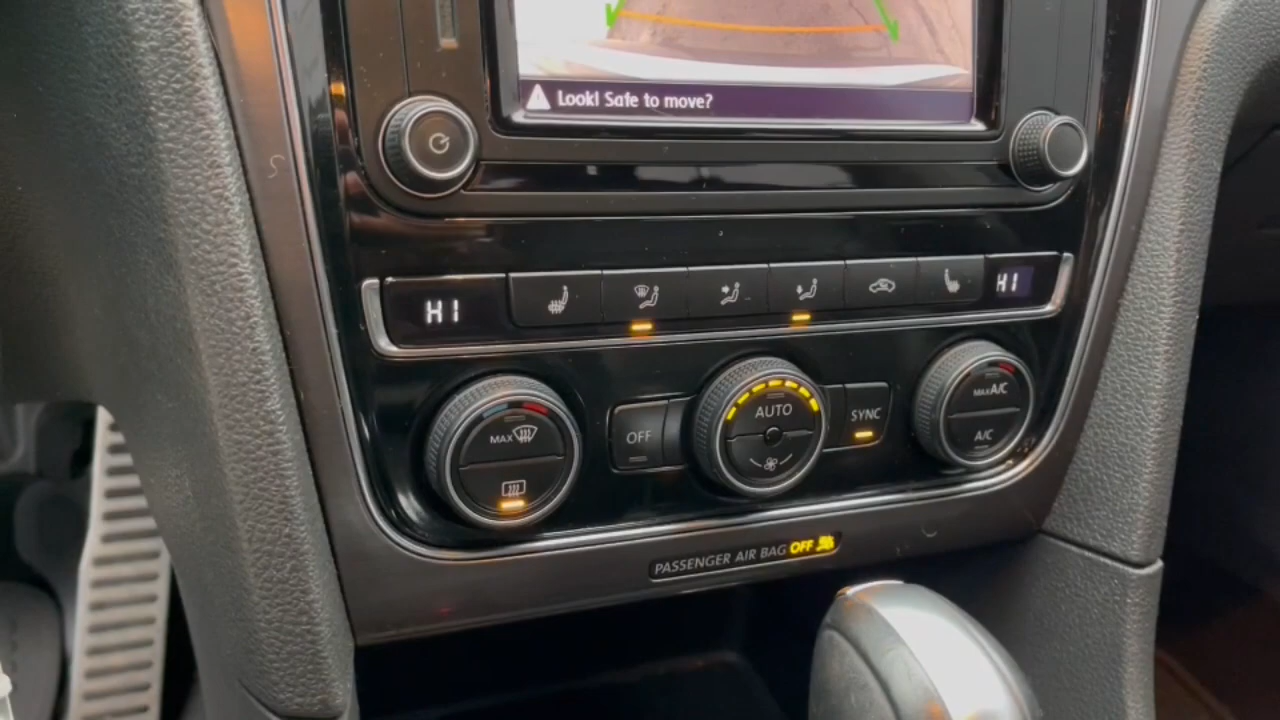 Look! Safe to move?
HI
HI
MAX
OFF
AUTO
SYNC
MAX A/C
A/C
PASSENGER AIR BAG OFF